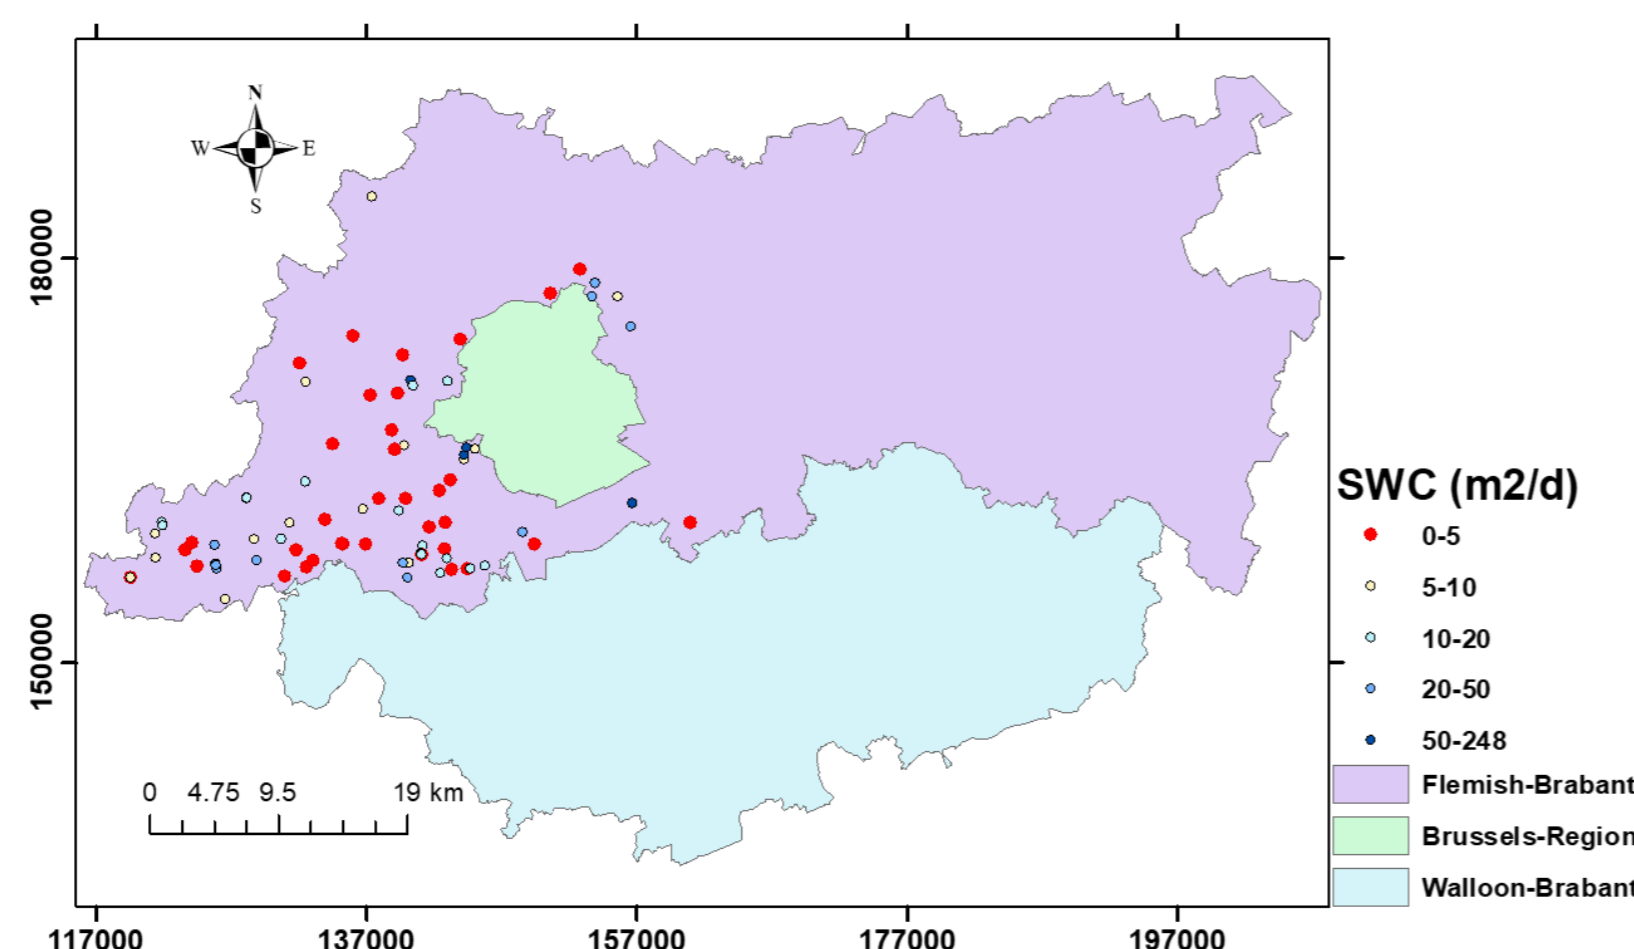 N
W E
S
180000
150000
0 4.75 9.5 19 km
117000 137000 157000 177000 197000
SWC (m2/d)
0-5
5-10
10-20
20-50
50-248
Flemish-Brabant
Brussels-Region
Walloon-Brabant